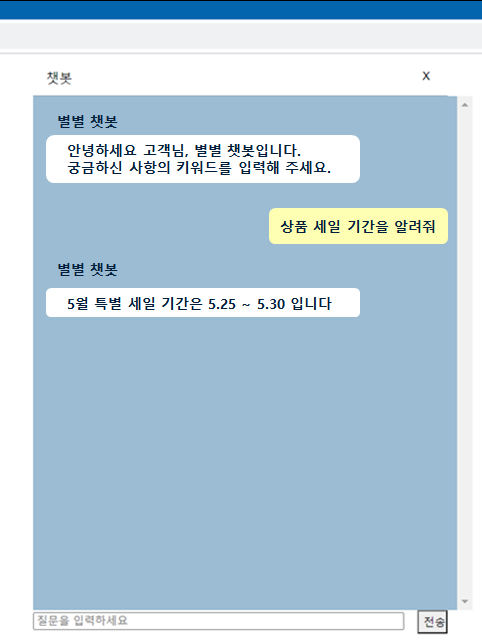 챗봇 X
별별 챗봇
안녕하세요 고객님, 별별 챗봇입니다.
궁금하신 사항의 키워드를 입력해 주세요.
상품 세일 기간을 알려줘
별별 챗봇
5월 특별 세일 기간은 5.25 ~ 5.30 입니다
질문을 입력하세요 전송